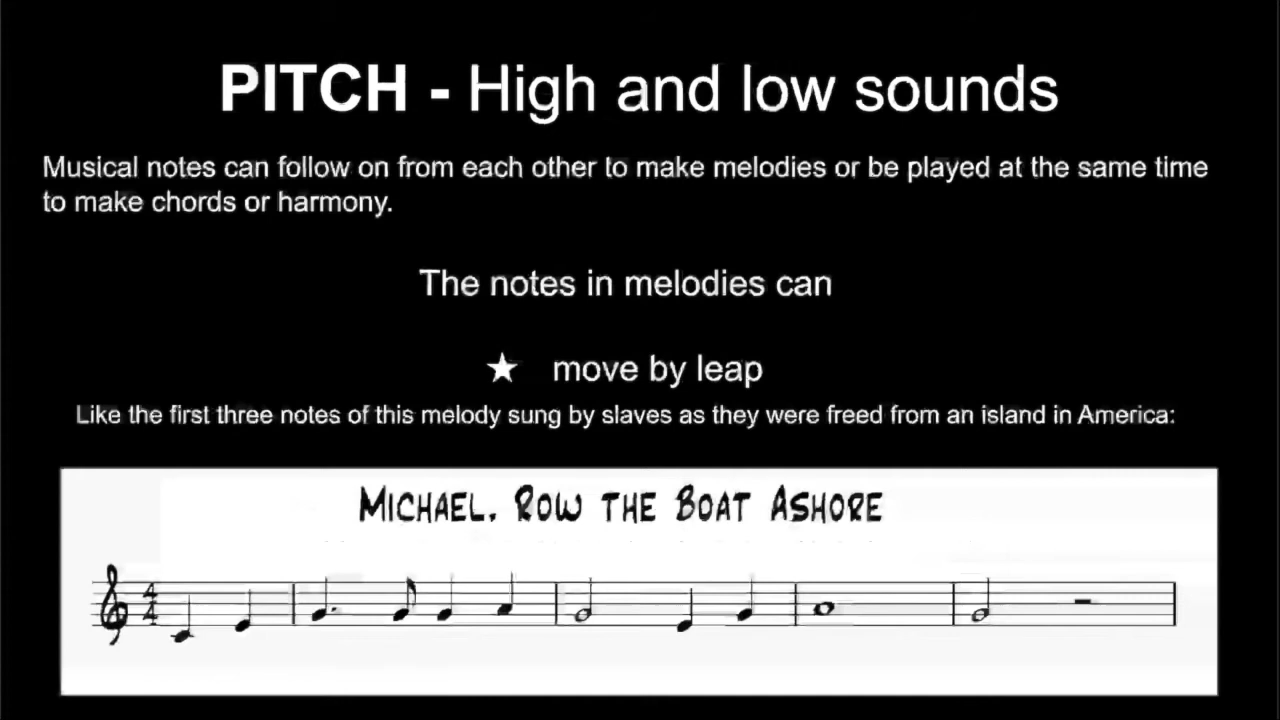 PITCH - High and low sounds
Musical notes can follow on from each other to make melodies or be played at the same time
to make chords or harmony.
The notes in melodies can
★ move by leap
Like the first three notes of this melody sung by slaves as they were freed from an island in America:
MICHAEL. ROW THE BOAT ASHORE
4
4